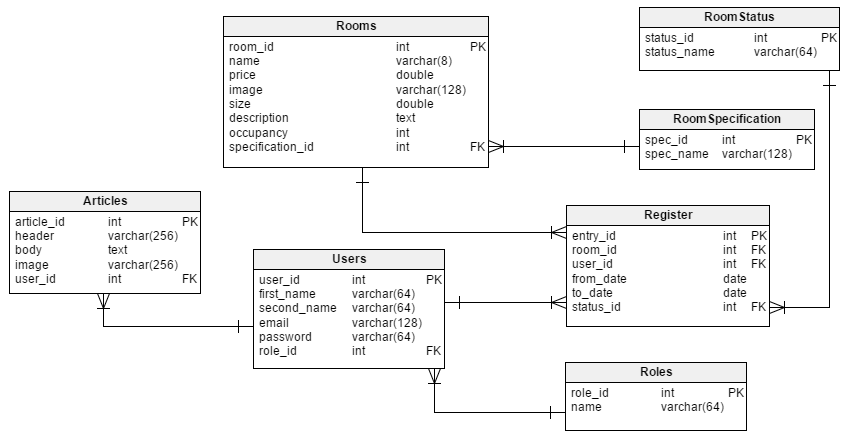 Rooms
room_id int PK
name varchar(8)
price double
image varchar(128)
size double
description text
occupancy int
specification_id int FK
RoomStatus
status_id int PK
status_name varchar(64)
RoomSpecification
spec_id int PK
spec_name varchar(128)
Articles
article_id int PK
header varchar(256)
body text
image varchar(256)
user_id int FK
Users
user_id int PK
first_name varchar(64)
second_name varchar(64)
email varchar(128)
password varchar(64)
role_id int FK
Register
entry_id int PK
room_id int FK
user_id int FK
from_date date
to_date date
status_id int FK
Roles
role_id int PK
name varchar(64)